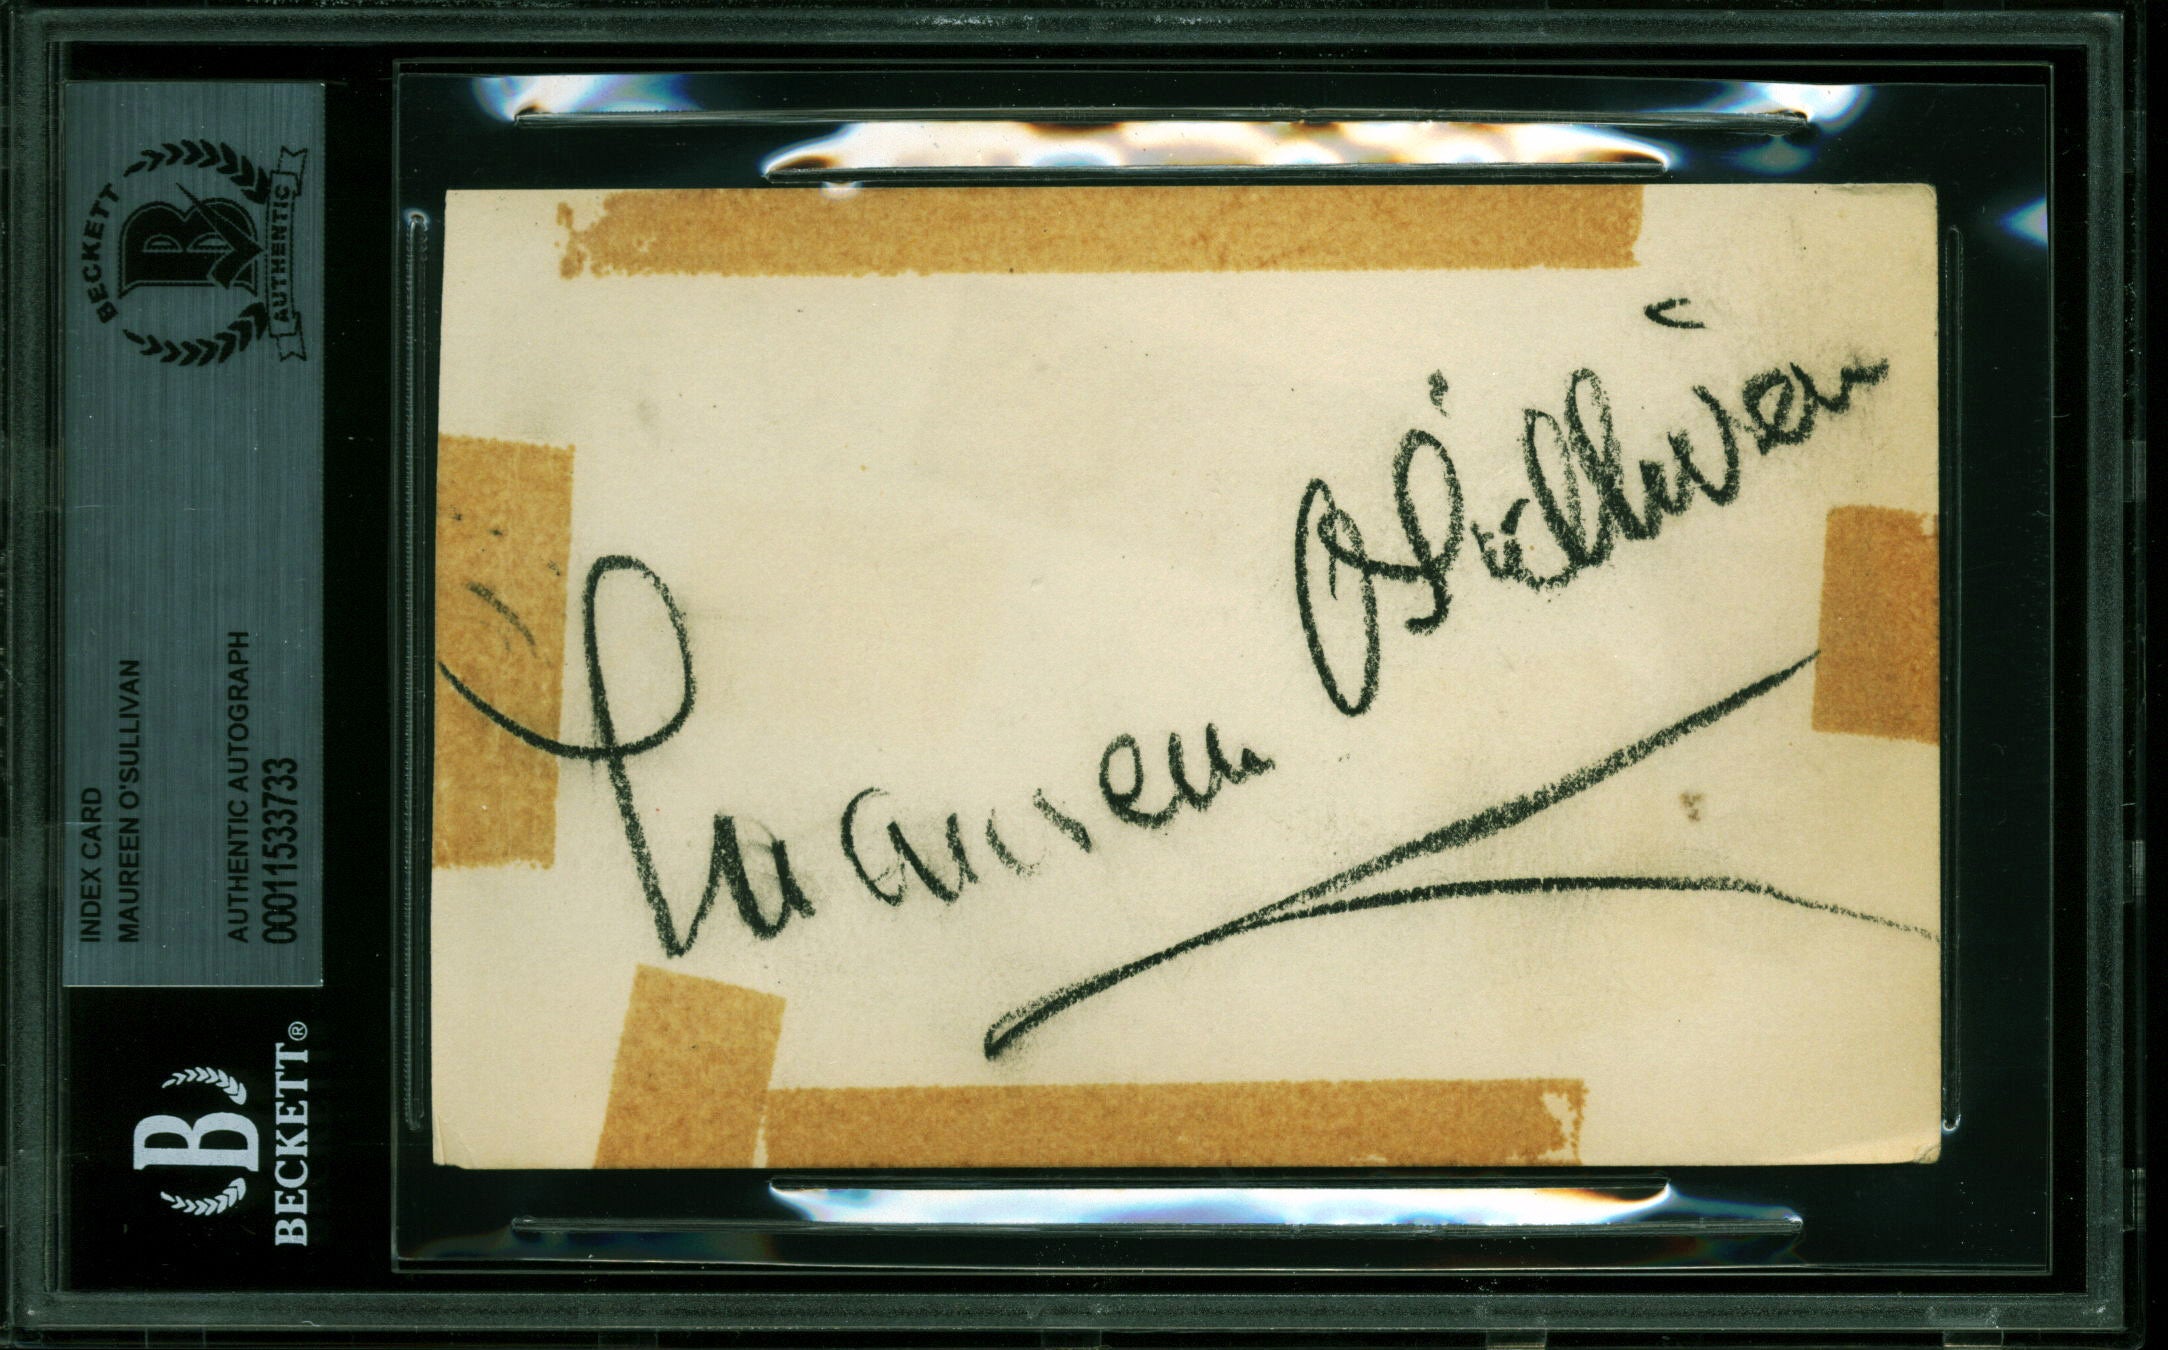 BECKETT
B
AUTHENTIC
INDEX CARD
MAUREEN O'SULLIVAN
AUTHENTIC AUTOGRAPH
00011533733
B
BECKETT®
Maureen O'Sullivan